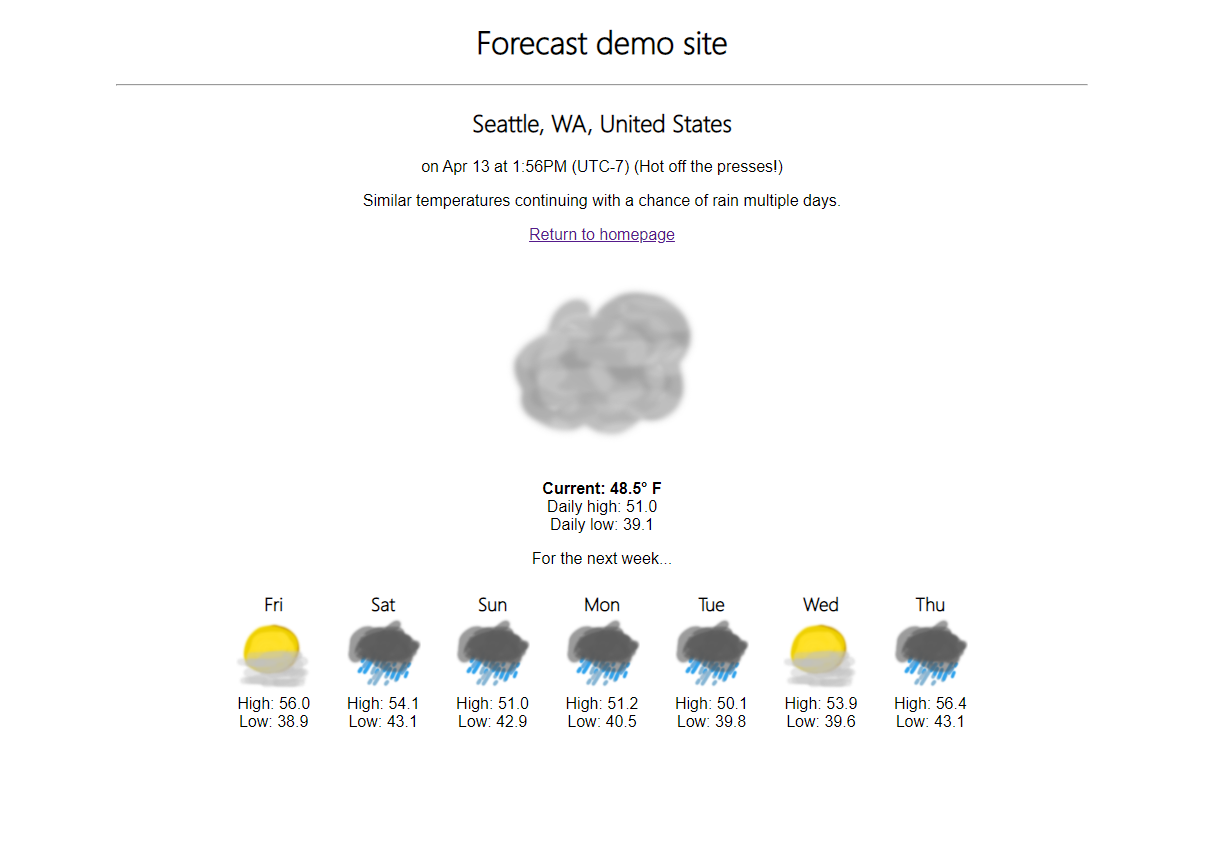 Forecast demo site
Seattle, WA, United States
on Apr 13 at 1:56PM (UTC-7) (Hot off the presses!)
Similar temperatures continuing with a chance of rain multiple days.
Return to homepage
Current: 48.5° F
Daily high: 51.0
Daily low: 39.1
For the next week...
Fri Sat Sun Mon Tue Wed Thu
High: 56.0 High: 54.1 High: 51.0 High: 51.2 High: 50.1 High: 53.9 High: 56.4
Low: 38.9 Low: 43.1 Low: 42.9 Low: 40.5 Low: 39.8 Low: 39.6 Low: 43.1